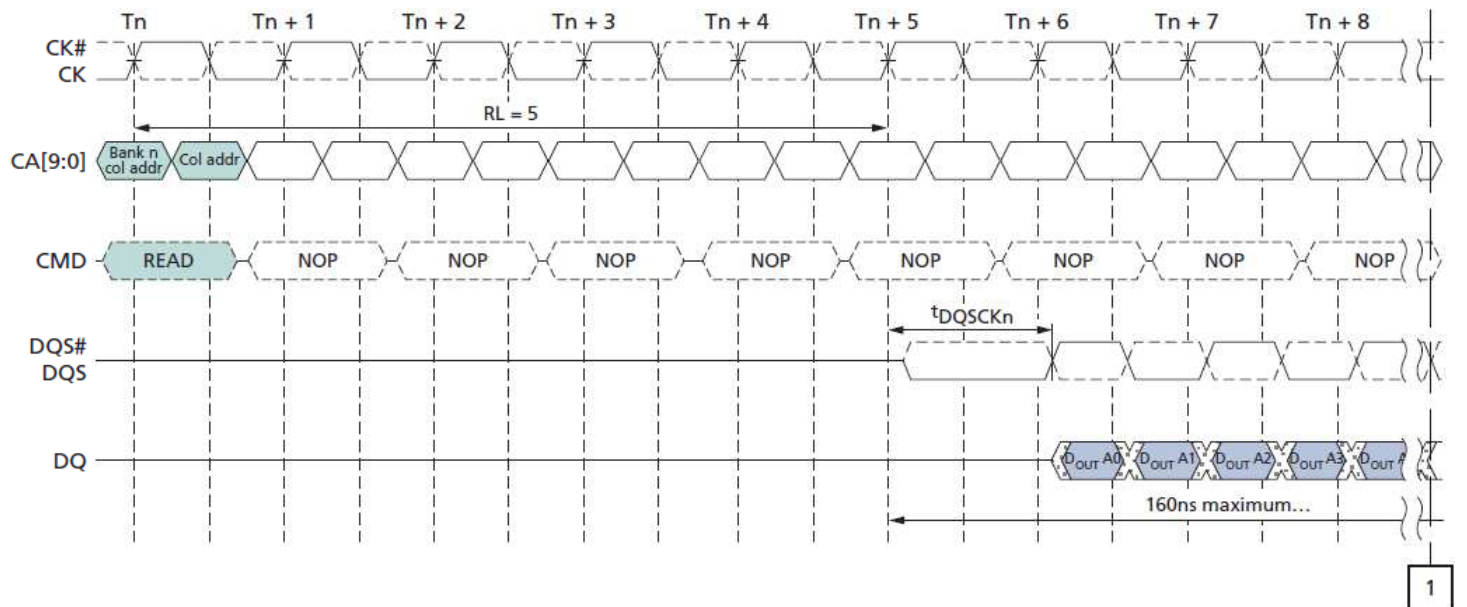 Tn Tn + 1 Tn + 2 Tn + 3 Tn + 4 Tn + 5 Tn + 6 Tn + 7 Tn + 8
CK#
CK
RL = 5
CA[9:0] Bank n col addr Col addr
CMD READ NOP NOP NOP NOP NOP NOP NOP NOP
tDQSCKn
DQS#
DQS
DQ DOUT A0 DOUT A1 DOUT A2 DOUT A3 DOUT A
160ns maximum…
1